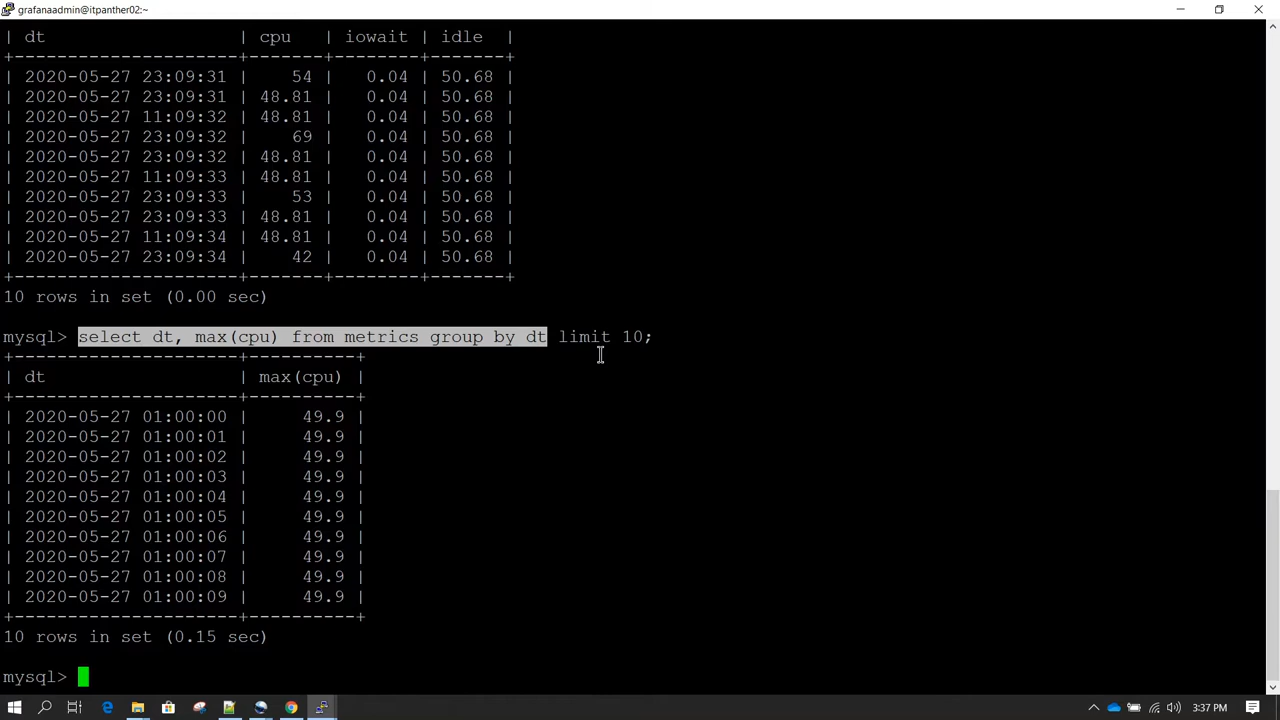 grafanaadmin@itpanther02:~
| dt                  | cpu   | iowait | idle  |
+---------------------+-------+--------+-------+
| 2020-05-27 23:09:31 |    54 |   0.04 | 50.68 |
| 2020-05-27 23:09:31 | 48.81 |   0.04 | 50.68 |
| 2020-05-27 11:09:32 | 48.81 |   0.04 | 50.68 |
| 2020-05-27 23:09:32 |    69 |   0.04 | 50.68 |
| 2020-05-27 23:09:32 | 48.81 |   0.04 | 50.68 |
| 2020-05-27 11:09:33 | 48.81 |   0.04 | 50.68 |
| 2020-05-27 23:09:33 |    53 |   0.04 | 50.68 |
| 2020-05-27 23:09:33 | 48.81 |   0.04 | 50.68 |
| 2020-05-27 11:09:34 | 48.81 |   0.04 | 50.68 |
| 2020-05-27 23:09:34 |    42 |   0.04 | 50.68 |
+---------------------+-------+--------+-------+
10 rows in set (0.00 sec)
mysql> select dt, max(cpu) from metrics group by dt limit 10;
+---------------------+----------+
| dt                  | max(cpu) |
+---------------------+----------+
| 2020-05-27 01:00:00 |     49.9 |
| 2020-05-27 01:00:01 |     49.9 |
| 2020-05-27 01:00:02 |     49.9 |
| 2020-05-27 01:00:03 |     49.9 |
| 2020-05-27 01:00:04 |     49.9 |
| 2020-05-27 01:00:05 |     49.9 |
| 2020-05-27 01:00:06 |     49.9 |
| 2020-05-27 01:00:07 |     49.9 |
| 2020-05-27 01:00:08 |     49.9 |
| 2020-05-27 01:00:09 |     49.9 |
+---------------------+----------+
10 rows in set (0.15 sec)
mysql>
3:37 PM